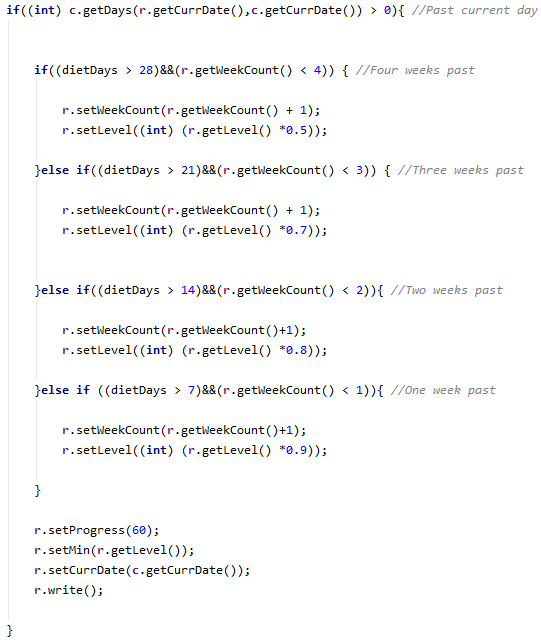 if((int) c.getDays(r.getCurrDate(),c.getCurrDate()) > 0){ //Past current day
if((dietDays > 28)&&(r.getWeekCount() < 4)) { //Four weeks past
r.setWeekCount(r.getWeekCount() + 1);
r.setLevel((int) (r.getLevel() *0.5));
}else if((dietDays > 21)&&(r.getWeekCount() < 3)) { //Three weeks past
r.setWeekCount(r.getWeekCount() + 1);
r.setLevel((int) (r.getLevel() *0.7));
}else if((dietDays > 14)&&(r.getWeekCount() < 2)){ //Two weeks past
r.setWeekCount(r.getWeekCount()+1);
r.setLevel((int) (r.getLevel() *0.8));
}else if ((dietDays > 7)&&(r.getWeekCount() < 1)){ //One week past
r.setWeekCount(r.getWeekCount()+1);
r.setLevel((int) (r.getLevel() *0.9));
}
r.setProgress(60);
r.setMin(r.getLevel());
r.setCurrDate(c.getCurrDate());
r.write();
}